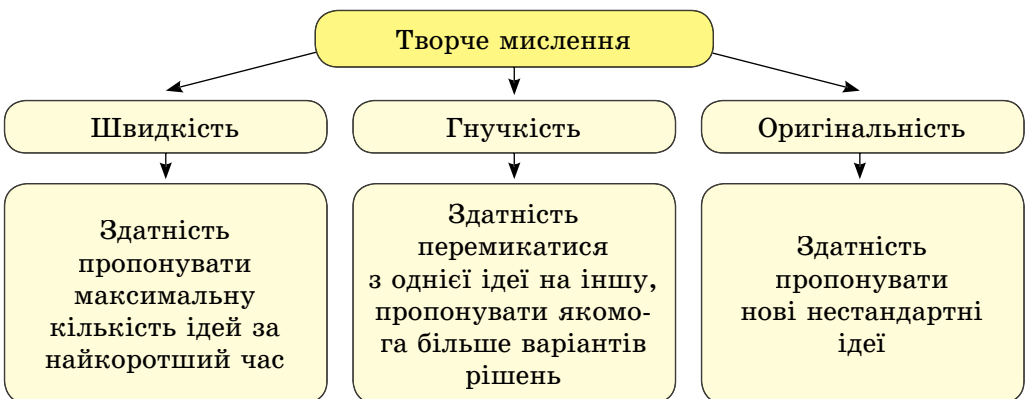 Творче мислення
Швидкість
Гнучкість
Оригінальність
Здатність
пропонувати
максимальну
кількість ідей за
найкоротший час
Здатність
перемикатися
з однієї ідеї на іншу,
пропонувати якомо-
га більше варіантів
рішень
Здатність
пропонувати
нові нестандартні
ідеї